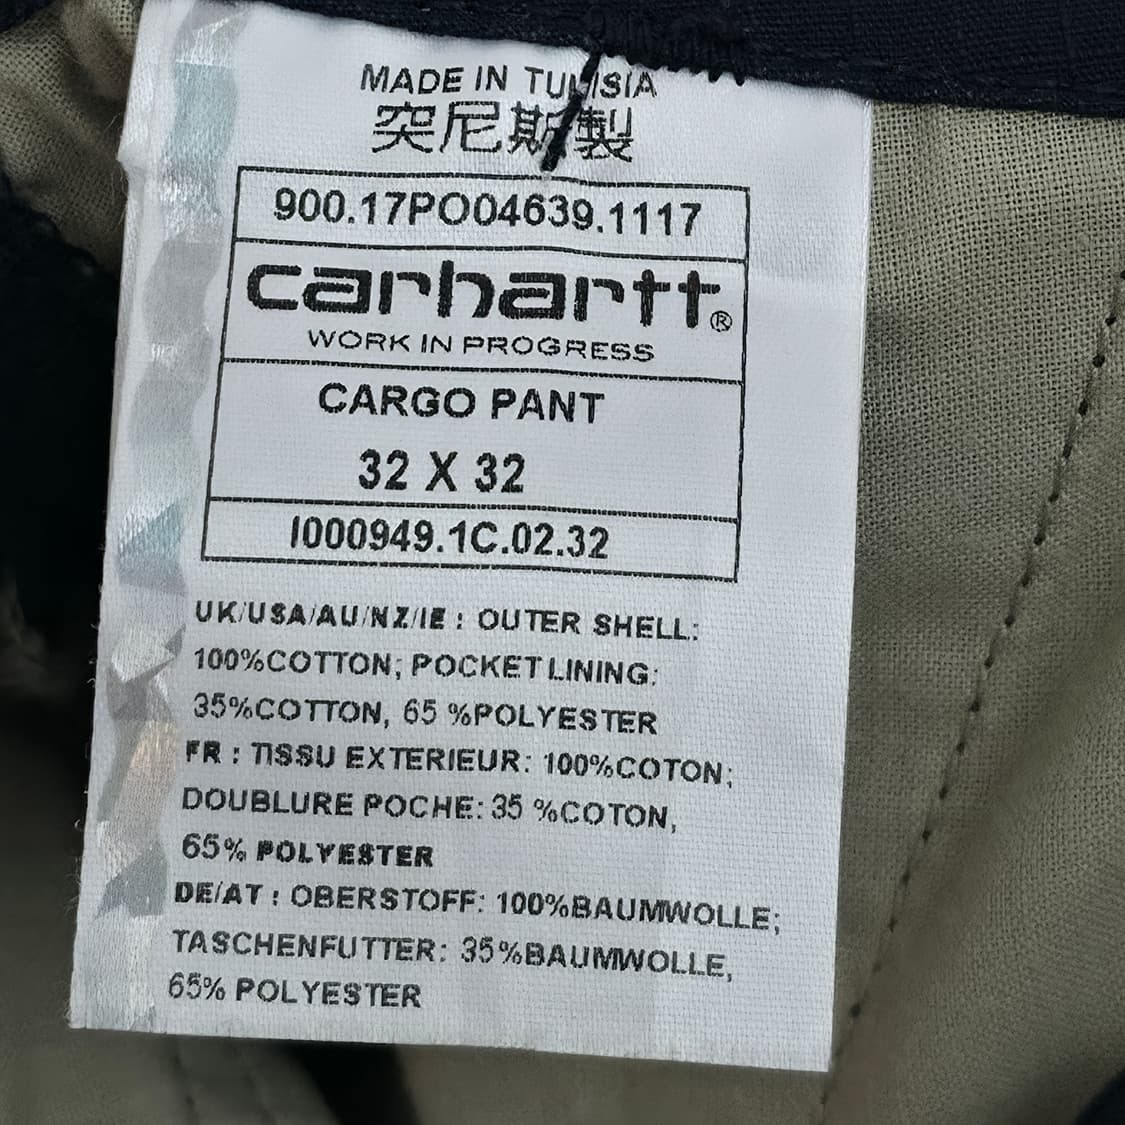 MADE IN TUNISIA
突尼斯製
900.17PO04639.1117
carhartt®
WORK IN PROGRESS
CARGO PANT
32 X 32
I000949.1C.02.32
UK/USA/AU/NZ/IE : OUTER SHELL:
100%COTTON; POCKET LINING:
35%COTTON, 65 %POLYESTER
FR : TISSU EXTERIEUR: 100%COTON;
DOUBLURE POCHE: 35 %COTON,
65% POLYESTER
DE/AT : OBERSTOFF: 100%BAUMWOLLE;
TASCHENFUTTER: 35%BAUMWOLLE,
65% POLYESTER